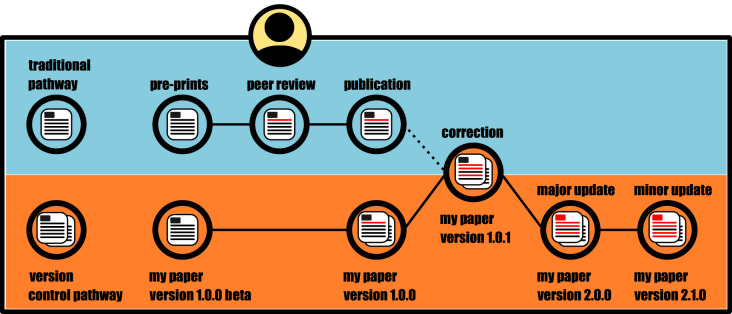 traditional
pathway
pre-prints
peer review
publication
correction
my paper
version 1.0.1
major update
minor update
version
control pathway
my paper
version 1.0.0 beta
my paper
version 1.0.0
my paper
version 2.0.0
my paper
version 2.1.0